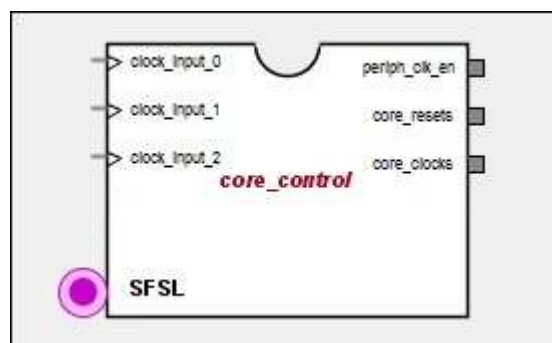 clock_input_0
periph_clk_en
clock_input_1
core_resets
clock_input_2
core_clocks
core_control
SFSL